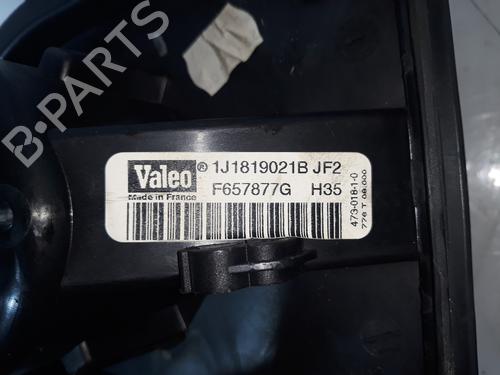 B-PARTS
Valeo ® 1J1819021B JF2
Made in France F657877G H35
473-018-1-0
776 T 08:000